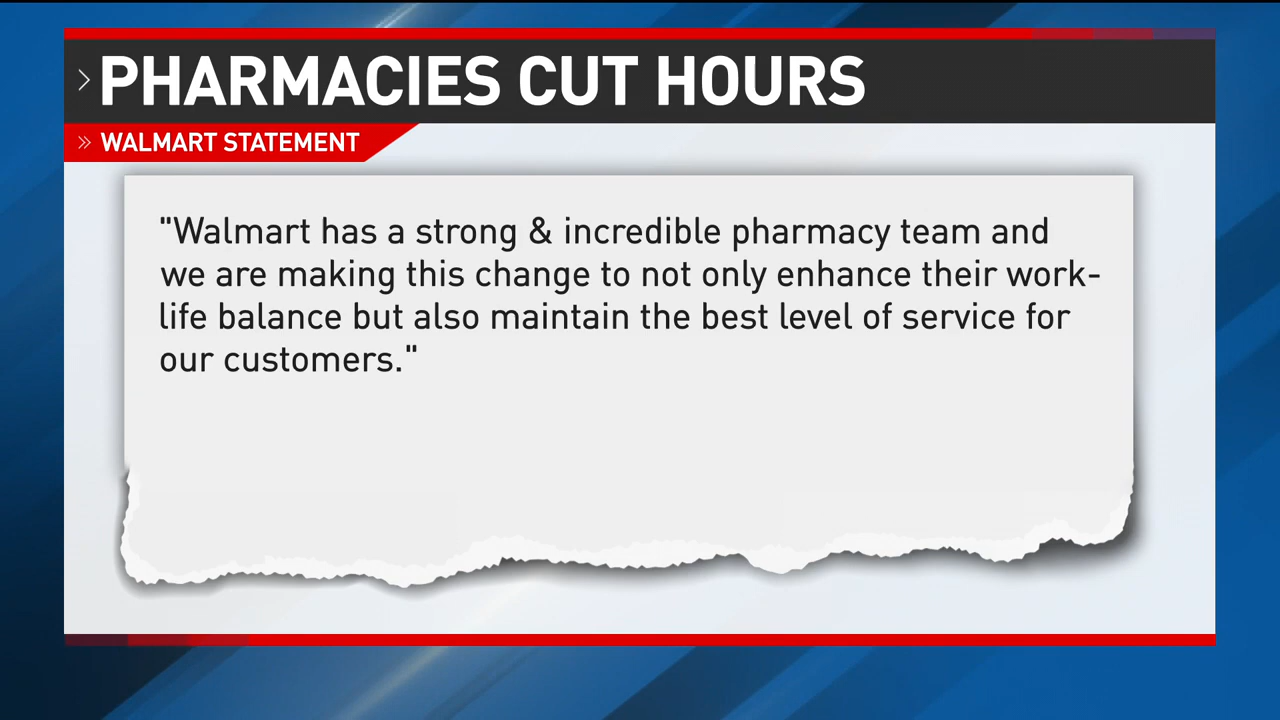 PHARMACIES CUT HOURS
WALMART STATEMENT
"Walmart has a strong & incredible pharmacy team and
we are making this change to not only enhance their work-
life balance but also maintain the best level of service for
our customers."